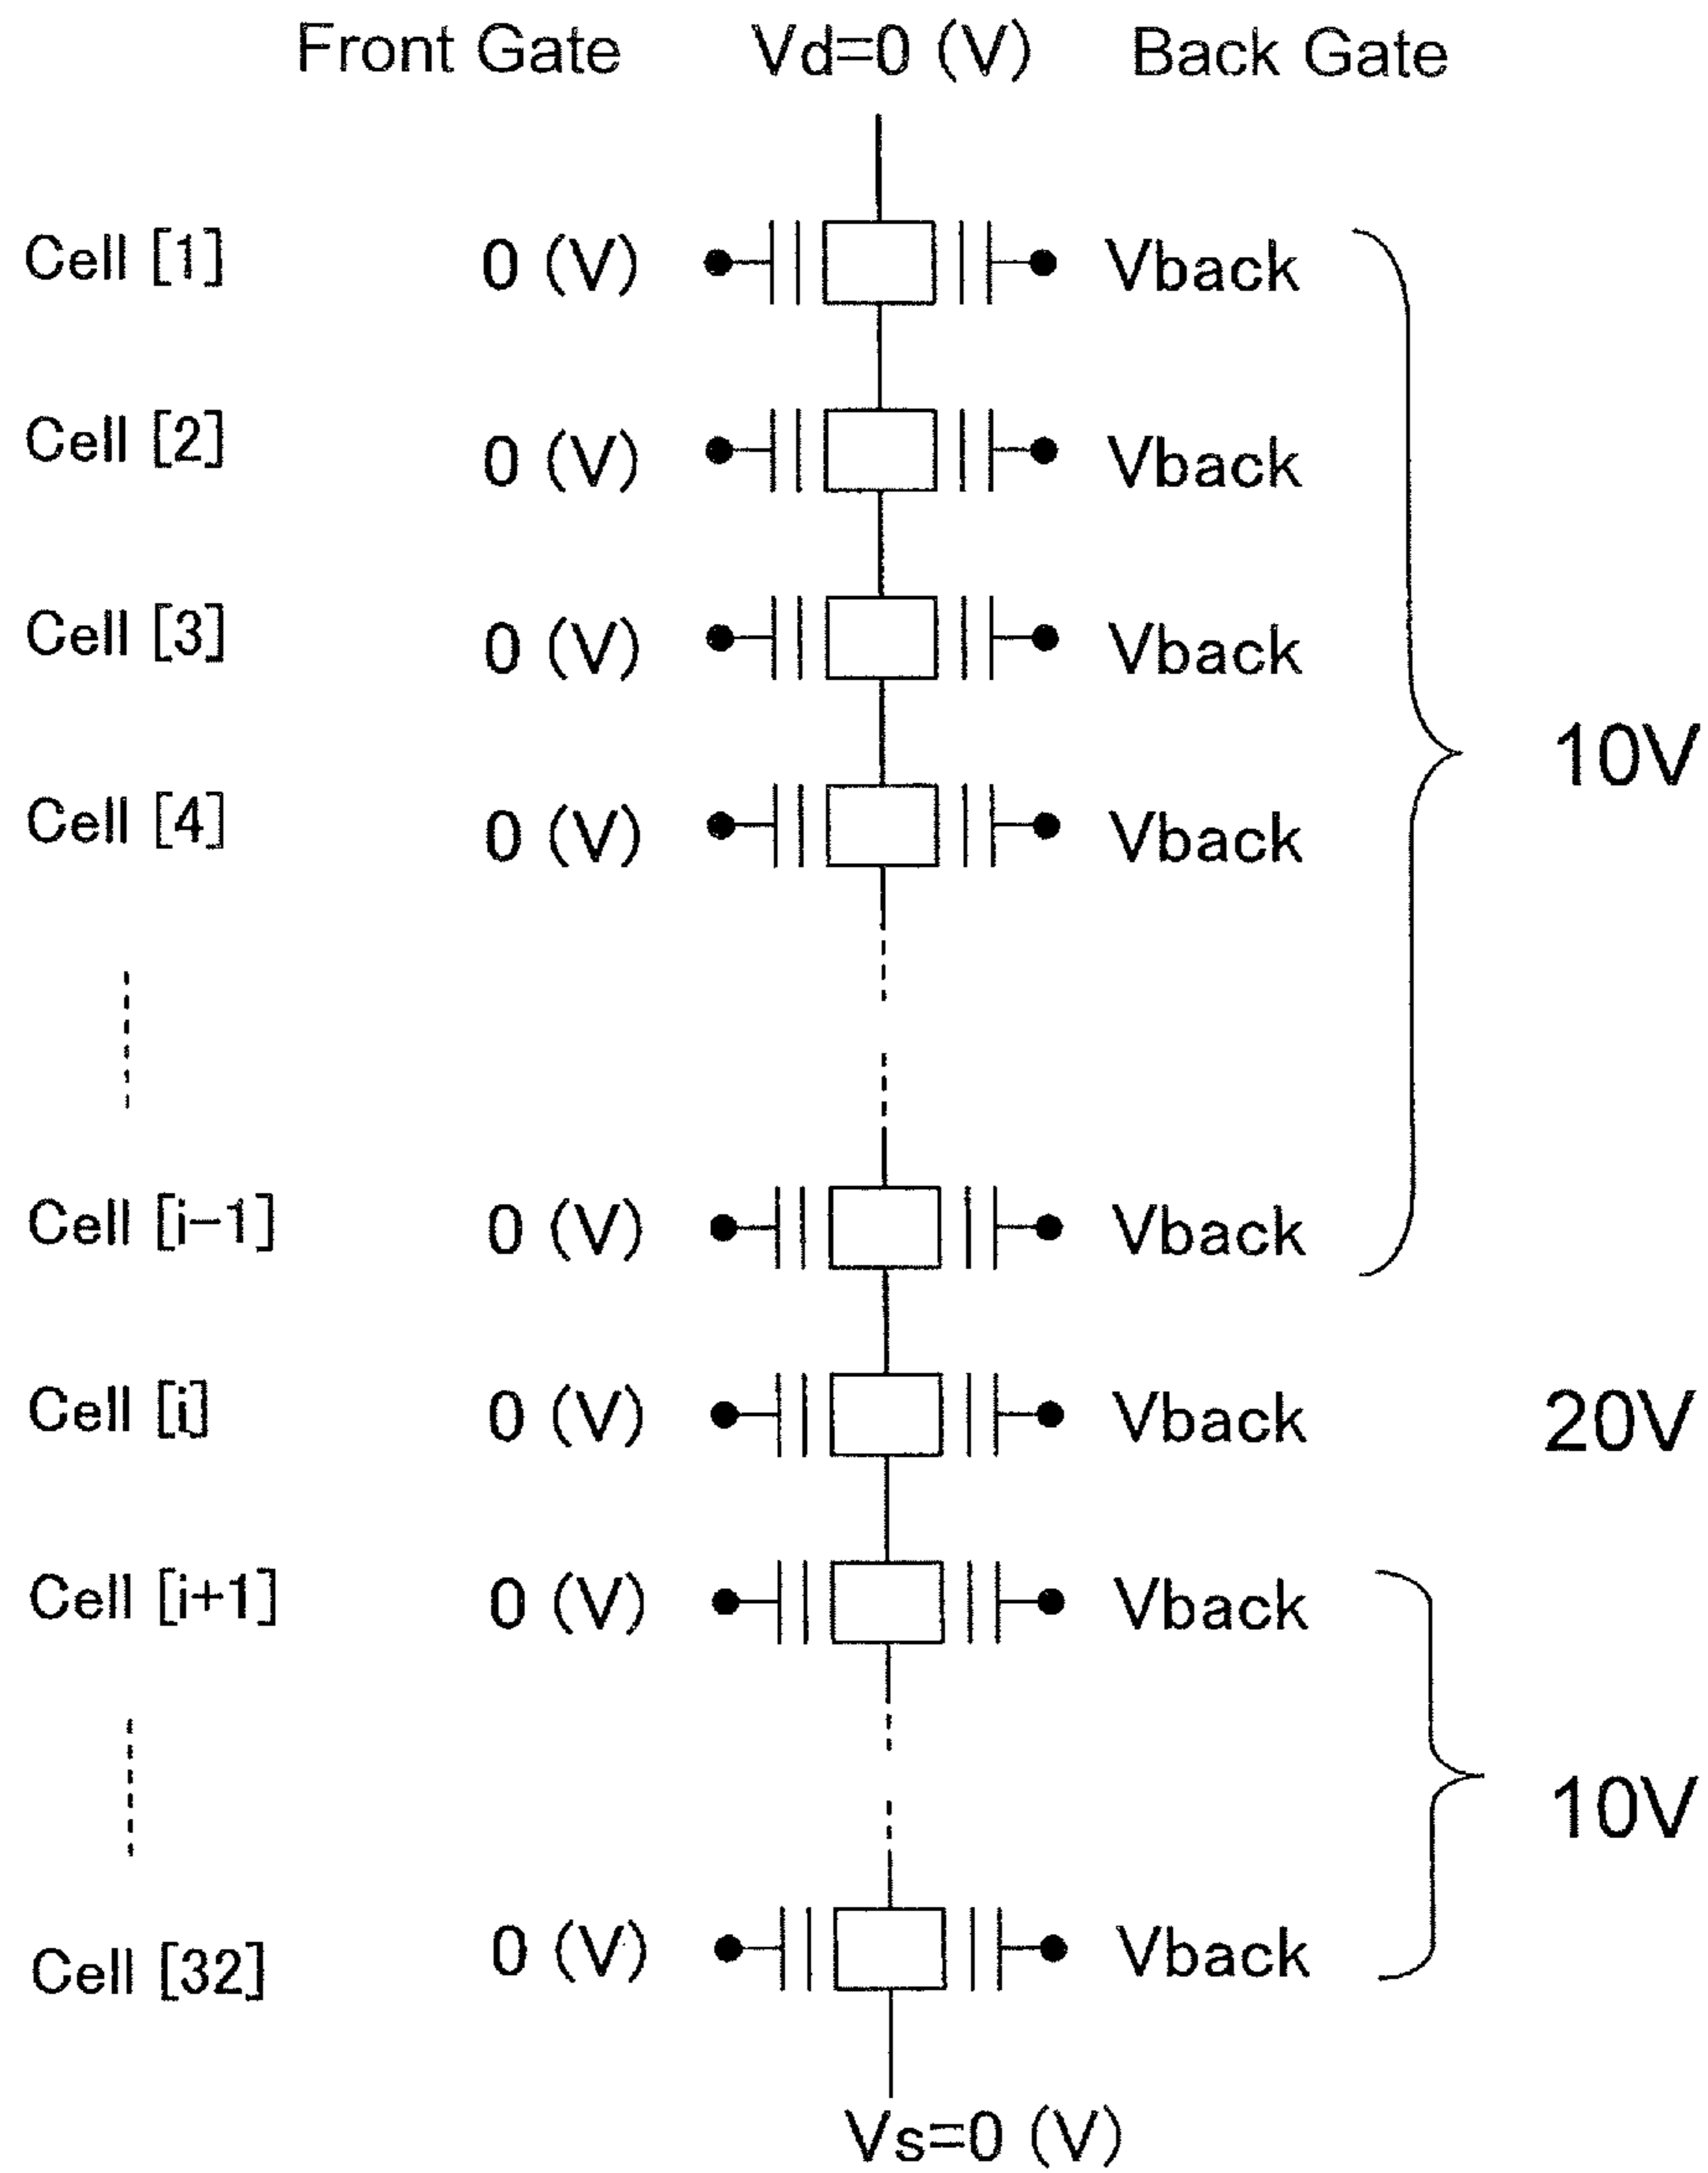 Front Gate Vd=0 (V) Back Gate
Cell [1] 0 (V) Vback
Cell [2] 0 (V) Vback
Cell [3] 0 (V) Vback
10V
Cell [4] 0 (V) Vback
Cell [i-1] 0 (V) Vback
Cell [i] 0 (V) Vback 20V
Cell [i+1] 0 (V) Vback
10V
Cell [32] 0 (V) Vback
Vs=0 (V)